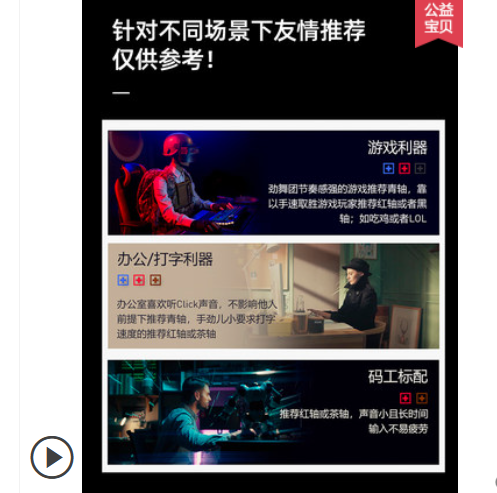 公益
宝贝
针对不同场景下友情推荐
仅供参考！
游戏利器
劲舞团节奏感强的游戏推荐青轴，靠
以手速取胜游戏玩家推荐红轴或者黑
轴；如吃鸡或者LOL
办公/打字利器
办公室喜欢听Click声音，不影响他人
前提下推荐青轴，手劲儿小要求打字
速度的推荐红轴或茶轴
码工标配
推荐红轴或茶轴，声音小且长时间
输入不易疲劳